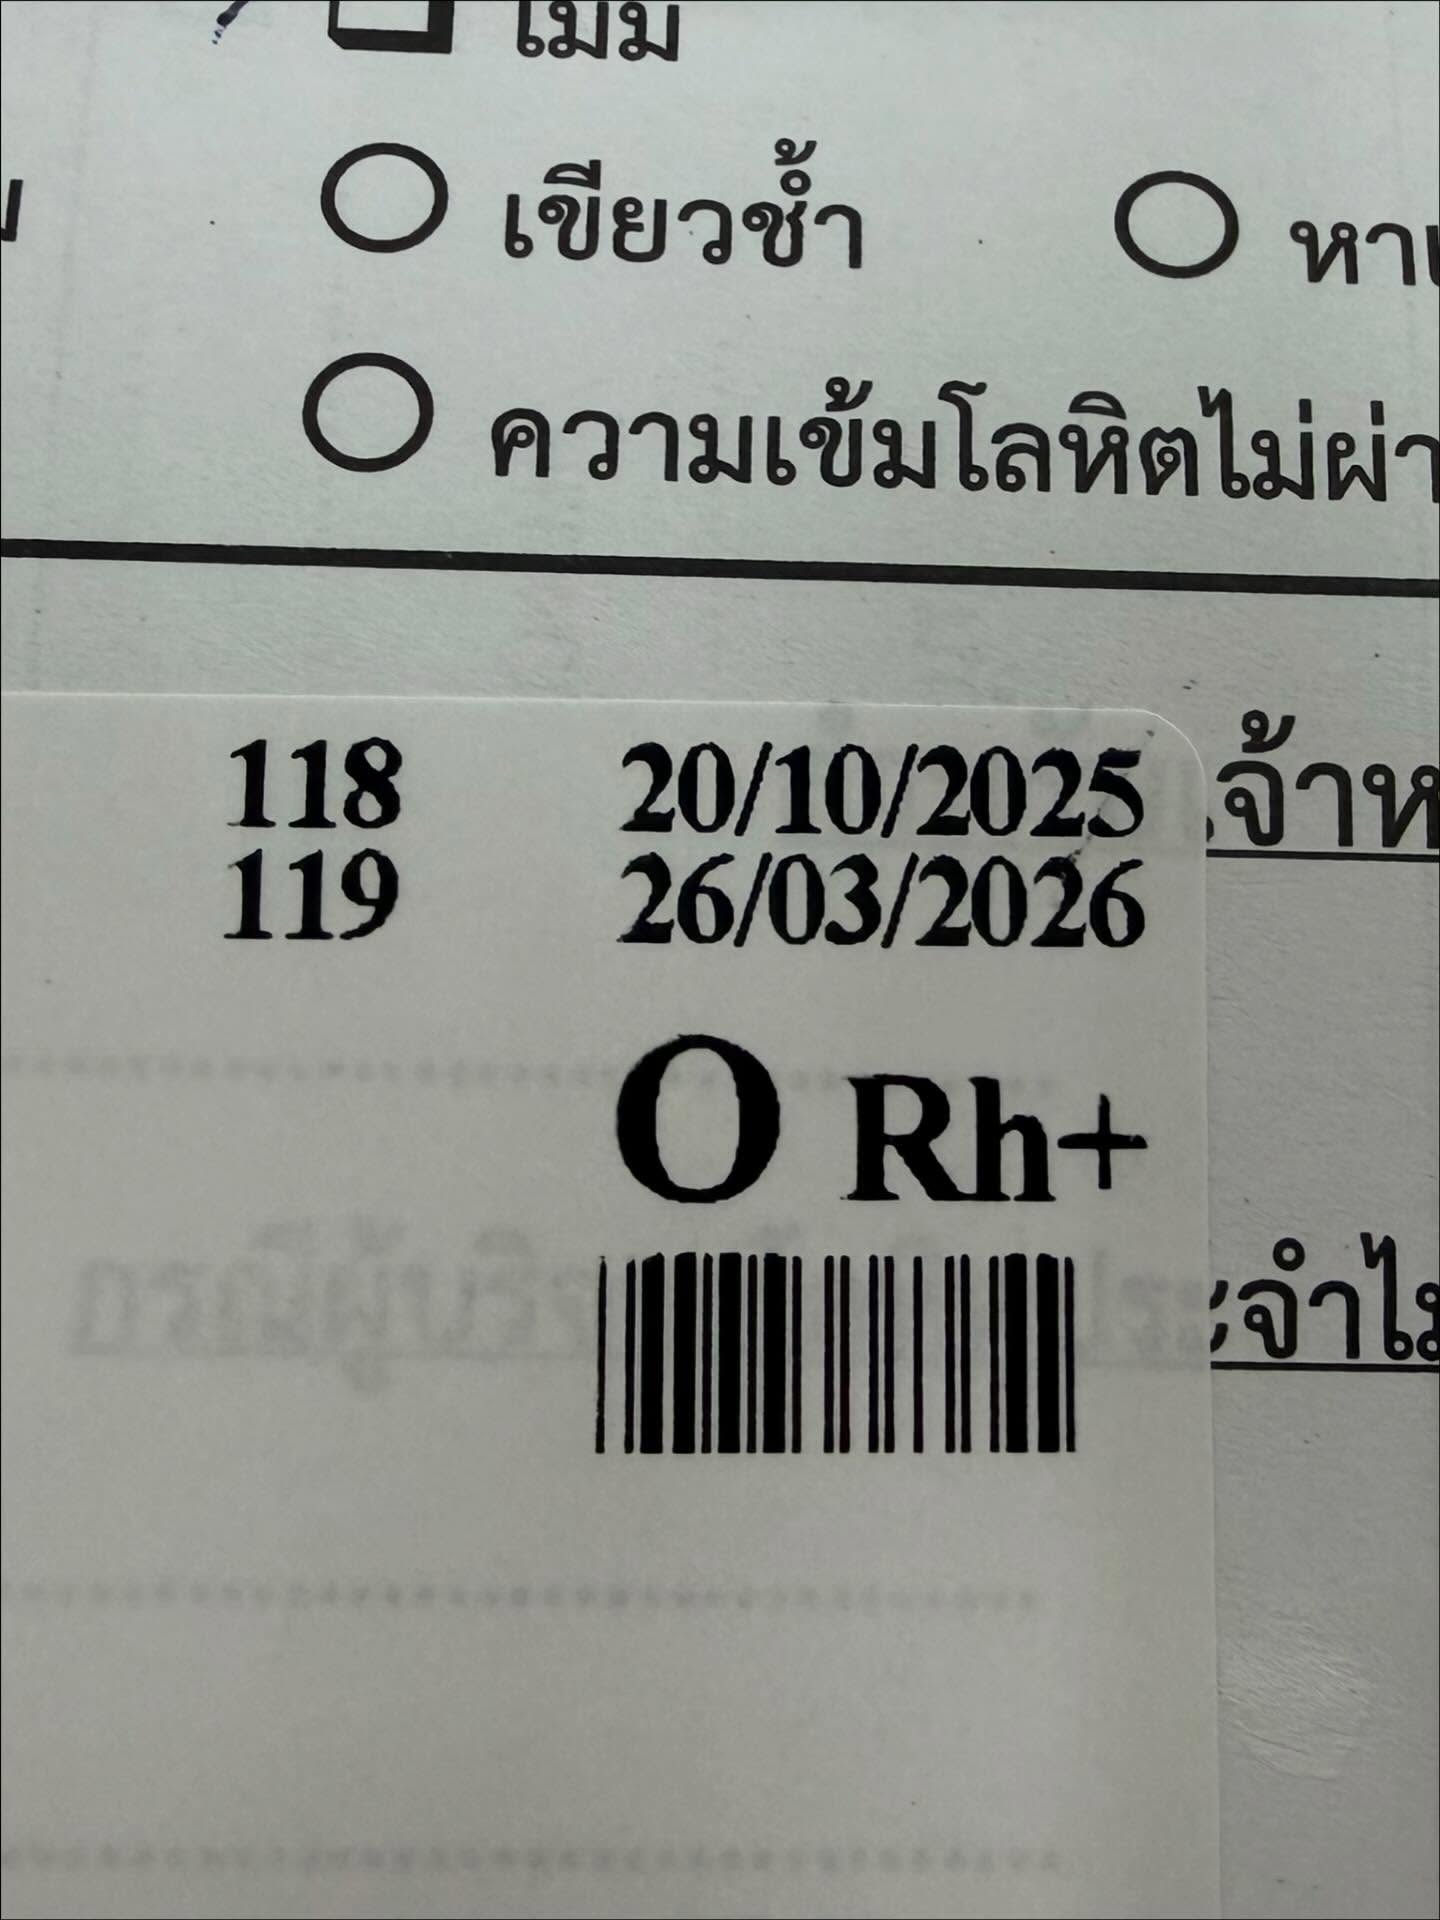 ไม่ม
เขียวช้ำ
ความเข้มโลหิตไม่ผ่า
118 20/10/2025
119 26/03/2026
O Rh+